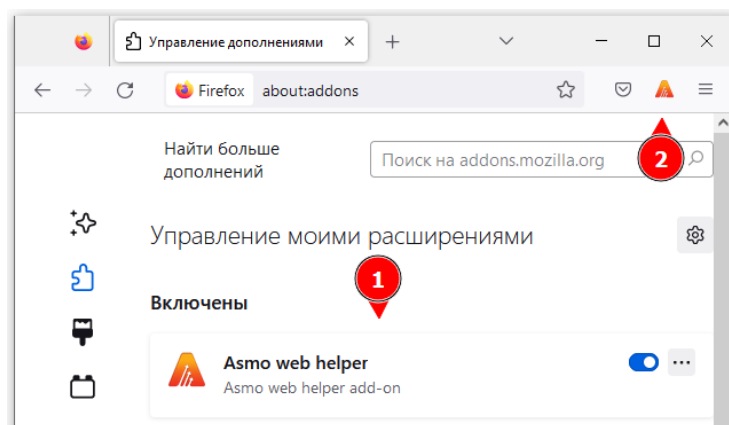 Управление дополнениями
Firefox about:addons
Найти больше
дополнений
Поиск на addons.mozilla.org
2
Управление моими расширениями
1
Включены
Asmo web helper
Asmo web helper add-on